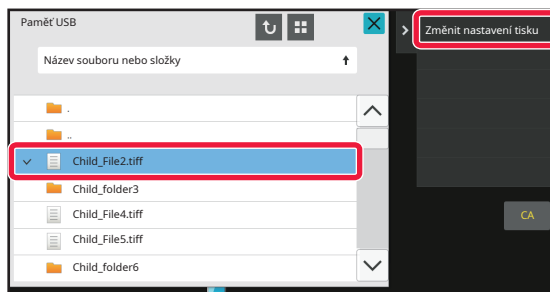 Paměť USB
Název souboru nebo složky
.
..
Child_File2.tiff
Child_folder3
Child_File4.tiff
Child_File5.tiff
Child_folder6
Změnit nastavení tisku
CA